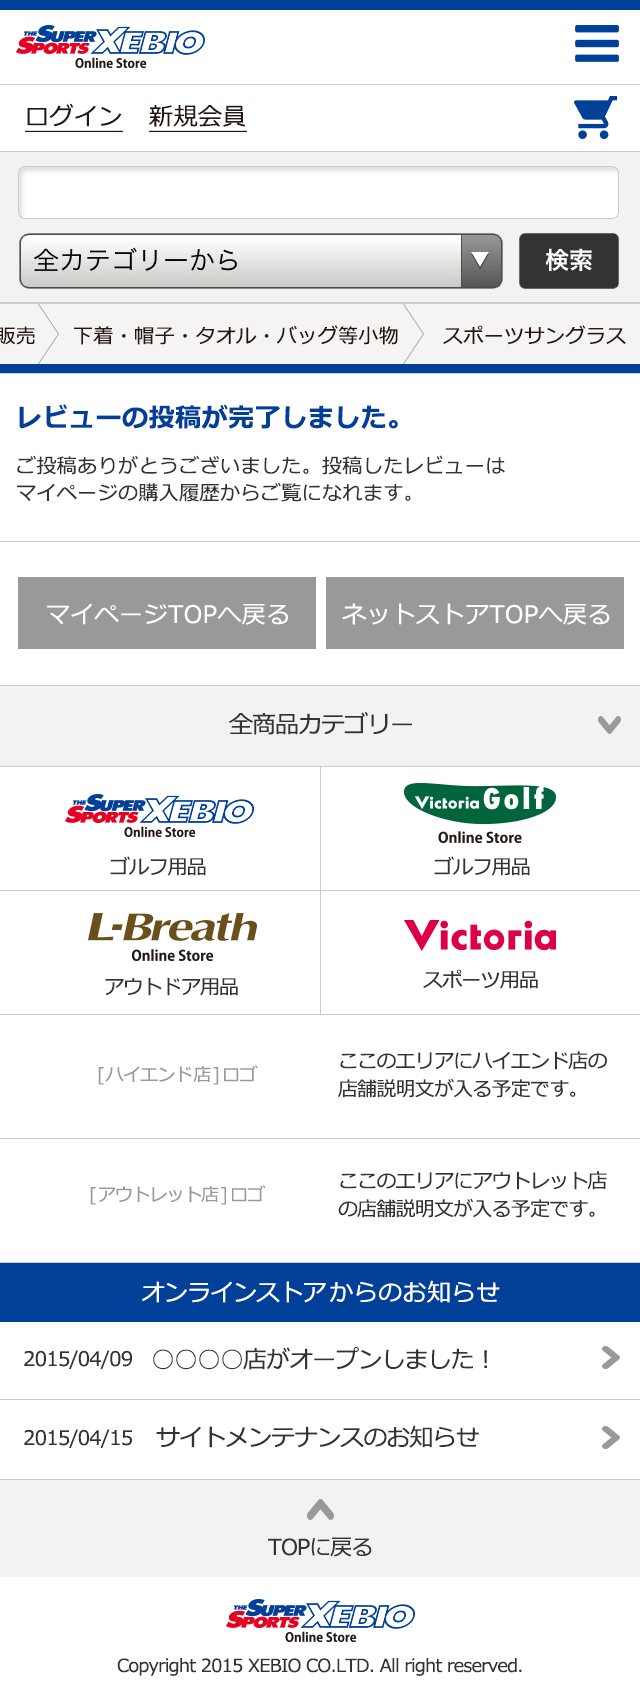 THE SUPER SPORTS XEBIO
Online Store
ログイン 新規会員
全カテゴリーから ▼ 検索
販売 下着・帽子・タオル・バッグ等小物 スポーツサングラス
レビューの投稿が完了しました。
ご投稿ありがとうございました。投稿したレビューは
マイページの購入履歴からご覧になれます。
マイページTOPへ戻る ネットストアTOPへ戻る
全商品カテゴリー
THE SUPER SPORTS XEBIO
Online Store
ゴルフ用品
Victoria Golf
Online Store
ゴルフ用品
L-Breath
Online Store
アウトドア用品
Victoria
スポーツ用品
[ハイエンド店]ロゴ
ここのエリアにハイエンド店の
店舗説明文が入る予定です。
[アウトレット店]ロゴ
ここのエリアにアウトレット店
の店舗説明文が入る予定です。
オンラインストアからのお知らせ
2015/04/09 〇〇〇〇店がオープンしました！
2015/04/15 サイトメンテナンスのお知らせ
TOPに戻る
THE SUPER SPORTS XEBIO
Online Store
Copyright 2015 XEBIO CO.LTD. All right reserved.